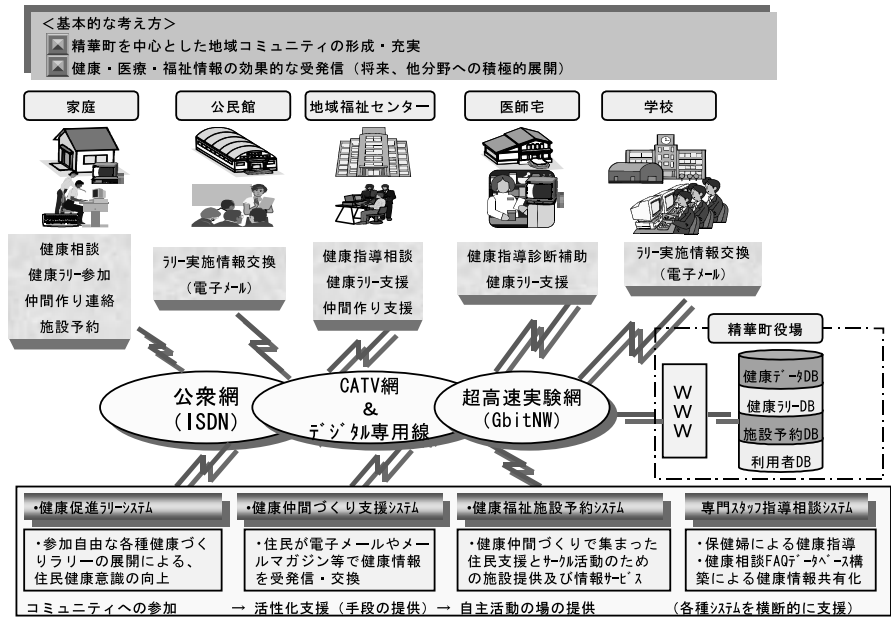 ＜基本的な考え方＞
精華町を中心とした地域コミュニティの形成・充実
健康・医療・福祉情報の効果的な受発信（将来、他分野への積極的展開）
家庭
公民館
地域福祉センター
医師宅
学校
健康相談
健康ﾗﾘｰ参加
仲間作り連絡
施設予約
ﾗﾘｰ実施情報交換
（電子ﾒｰﾙ）
健康指導相談
健康ﾗﾘｰ支援
仲間作り支援
健康指導診断補助
健康ﾗﾘｰ支援
ﾗﾘｰ実施情報交換
（電子ﾒｰﾙ）
精華町役場
WWW
健康ﾃﾞｰﾀDB
健康ﾗﾘｰDB
施設予約DB
利用者DB
公衆網
（ISDN）
CATV網
＆
ﾃﾞｼﾞﾀﾙ専用線
超高速実験網
（GbitNW）
・健康促進ﾗﾘｰｼｽﾃﾑ
・参加自由な各種健康づく
りラリーの展開による、
住民健康意識の向上
・健康仲間づくり支援ｼｽﾃﾑ
・住民が電子メールやメー
ルマガジン等で健康情報
を受発信・交換
・健康福祉施設予約ｼｽﾃﾑ
・健康仲間づくりで集まった
住民支援とｻｰｸﾙ活動のため
の施設提供及び情報ｻｰﾋﾞｽ
専門ｽﾀｯﾌ指導相談ｼｽﾃﾑ
・保健婦による健康指導
・健康相談FAQﾃﾞｰﾀﾍﾞｰｽ構
築による健康情報共有化
コミュニティへの参加 → 活性化支援（手段の提供） → 自主活動の場の提供 （各種ｼｽﾃﾑを横断的に支援）